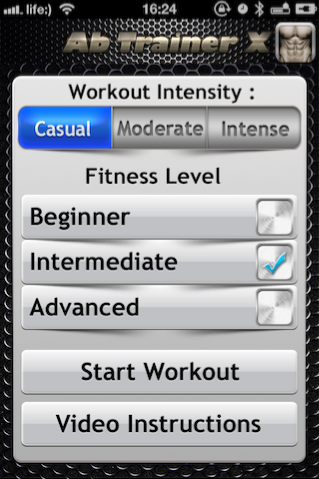 life:) 16:24
Ab Trainer X
Workout Intensity :
Casual Moderate Intense
Fitness Level
Beginner
Intermediate
Advanced
Start Workout
Video Instructions